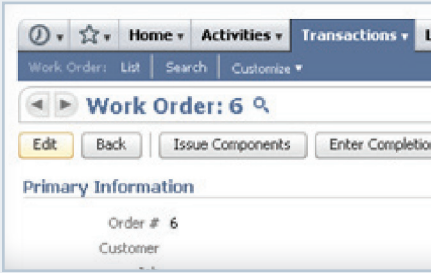 Home Activities Transactions
Work Order: List Search Customize
Work Order: 6
Edit Back Issue Components Enter
Primary Information
Order # 6
Customer